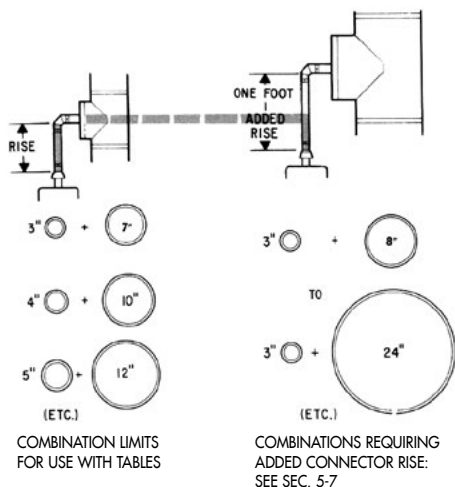 RISE
ONE FOOT
ADDED
RISE
3" + 7"
4" + 10"
5" + 12"
(ETC.)
COMBINATION LIMITS
FOR USE WITH TABLES
3" + 8"
TO
3" + 24"
(ETC.)
COMBINATIONS REQUIRING
ADDED CONNECTOR RISE:
SEE SEC. 5-7